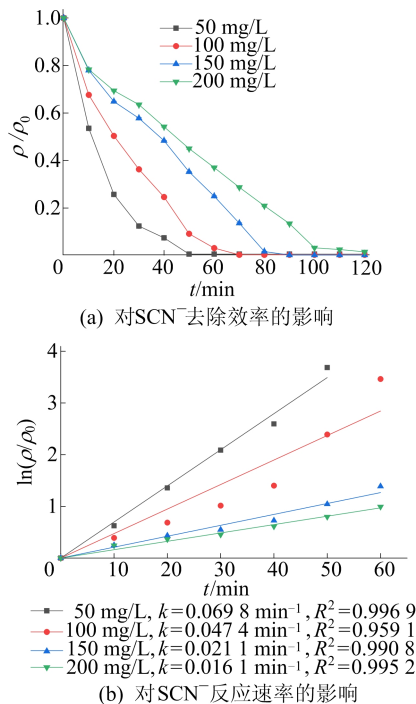 1.0
0.8
0.6
0.4
0.2
ρ/ρ₀
50 mg/L
100 mg/L
150 mg/L
200 mg/L
0 20 40 60 80 100 120
t/min
(a) 对SCN⁻去除效率的影响
4
3
2
1
ln(ρ/ρ₀)
0 10 20 30 40 50 60
t/min
50 mg/L, k=0.069 8 min⁻¹, R²=0.996 9
100 mg/L, k=0.047 4 min⁻¹, R²=0.959 1
150 mg/L, k=0.021 1 min⁻¹, R²=0.990 8
200 mg/L, k=0.016 1 min⁻¹, R²=0.995 2
(b) 对SCN⁻反应速率的影响